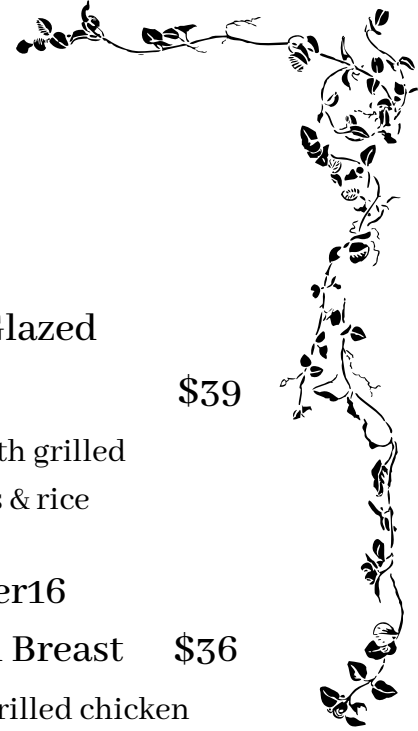 Glazed
$39
th grilled
& rice
er16
Breast $36
rilled chicken